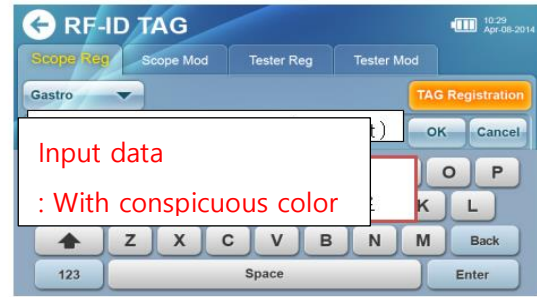 RF-ID TAG
10:29
Apr-08-2014
Scope Reg Scope Mod Tester Reg Tester Mod
Gastro TAG Registration
t) OK Cancel
Input data
: With conspicuous color
O P
K L
Z X C V B N M Back
123 Space Enter